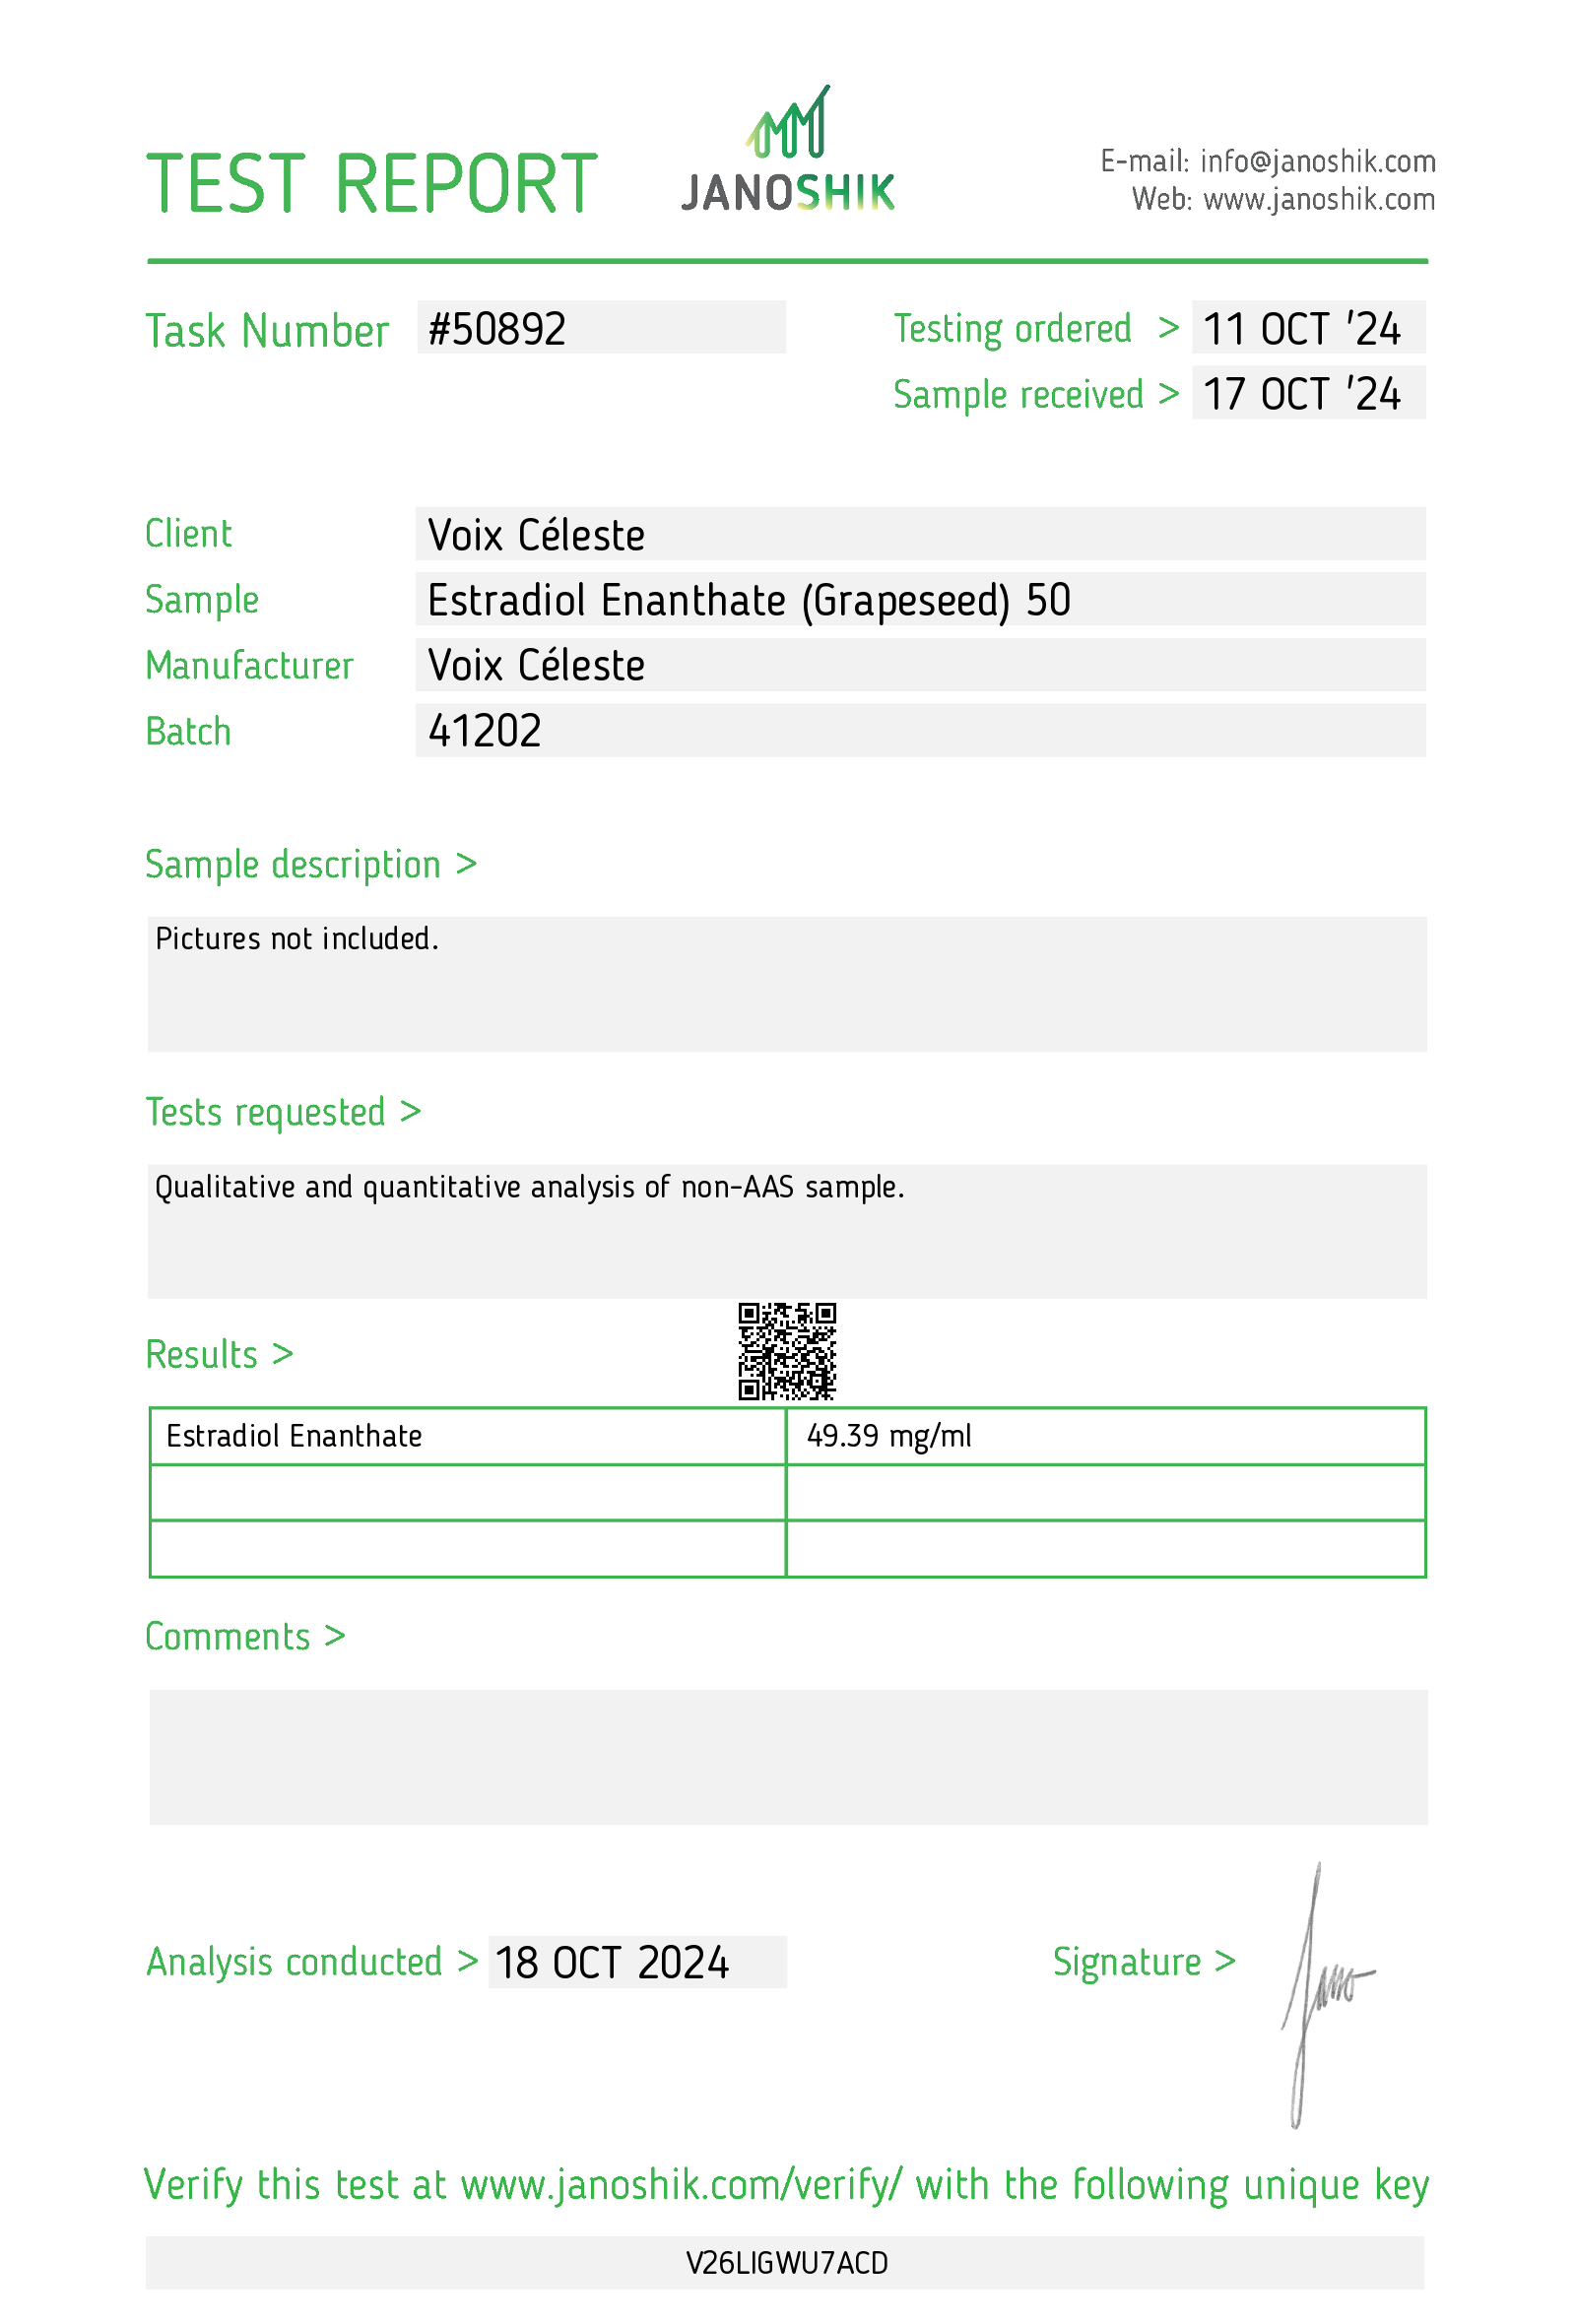 TEST REPORT
JANOSHIK
E-mail: info@janoshik.com
Web: www.janoshik.com
Task Number #50892
Testing ordered > 11 OCT '24
Sample received > 17 OCT '24
Client Voix Céleste
Sample Estradiol Enanthate (Grapeseed) 50
Manufacturer Voix Céleste
Batch 41202
Sample description >
Pictures not included.
Tests requested >
Qualitative and quantitative analysis of non-AAS sample.
Results >
Estradiol Enanthate 49.39 mg/ml
Comments >
Analysis conducted > 18 OCT 2024
Signature > Jano
Verify this test at www.janoshik.com/verify/ with the following unique key
V26LIGWU7ACD